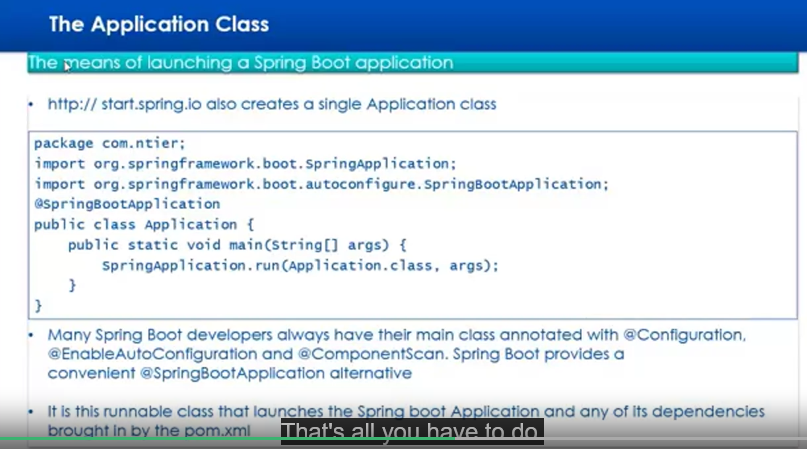 The Application Class
The means of launching a Spring Boot application
• http:// start.spring.io also creates a single Application class
package com.ntier;
import org.springframework.boot.SpringApplication;
import org.springframework.boot.autoconfigure.SpringBootApplication;
@SpringBootApplication
public class Application {
    public static void main(String[] args) {
        SpringApplication.run(Application.class, args);
    }
}
• Many Spring Boot developers always have their main class annotated with @Configuration,
@EnableAutoConfiguration and @ComponentScan. Spring Boot provides a
convenient @SpringBootApplication alternative
• It is this runnable class that launches the Spring boot Application and any of its dependencies
brought in by the pom.xml
That's all you have to do.